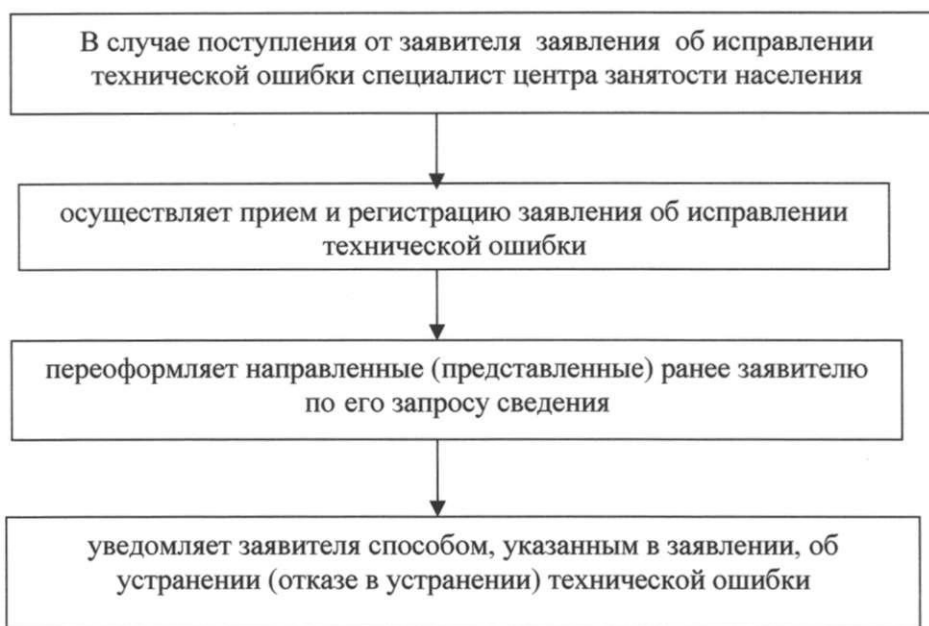 В случае поступления от заявителя заявления об исправлении
технической ошибки специалист центра занятости населения
осуществляет прием и регистрацию заявления об исправлении
технической ошибки
переоформляет направленные (представленные) ранее заявителю
по его запросу сведения
уведомляет заявителя способом, указанным в заявлении, об
устранении (отказе в устранении) технической ошибки